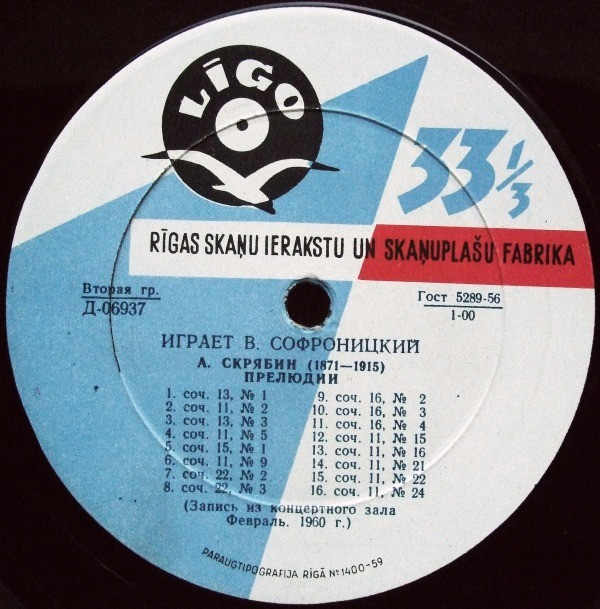 LĪGO
33 1/3
RĪGAS SKAŅU IERAKSTU UN SKAŅUPLAŠU FABRIKA
Вторая гр.
Д-06937
Гост 5289-56
1-00
ИГРАЕТ В. СОФРОНИЦКИЙ
А. СКРЯБИН (1871—1915)
ПРЕЛЮДИИ
1. соч. 13, № 1
2. соч. 11, № 2
3. соч. 13, № 3
4. соч. 11, № 5
5. соч. 15, № 1
6. соч. 11, № 9
7. соч. 22, № 2
8. соч. 22, № 3
9. соч. 16, № 2
10. соч. 16, № 3
11. соч. 16, № 4
12. соч. 11, № 15
13. соч. 11, № 16
14. соч. 11, № 21
15. соч. 11, № 22
16. соч. 11, № 24
(Запись из концертного зала
Февраль. 1960 г.)
PARAUGTIPOGRAFIJA RĪGĀ № 1400-59